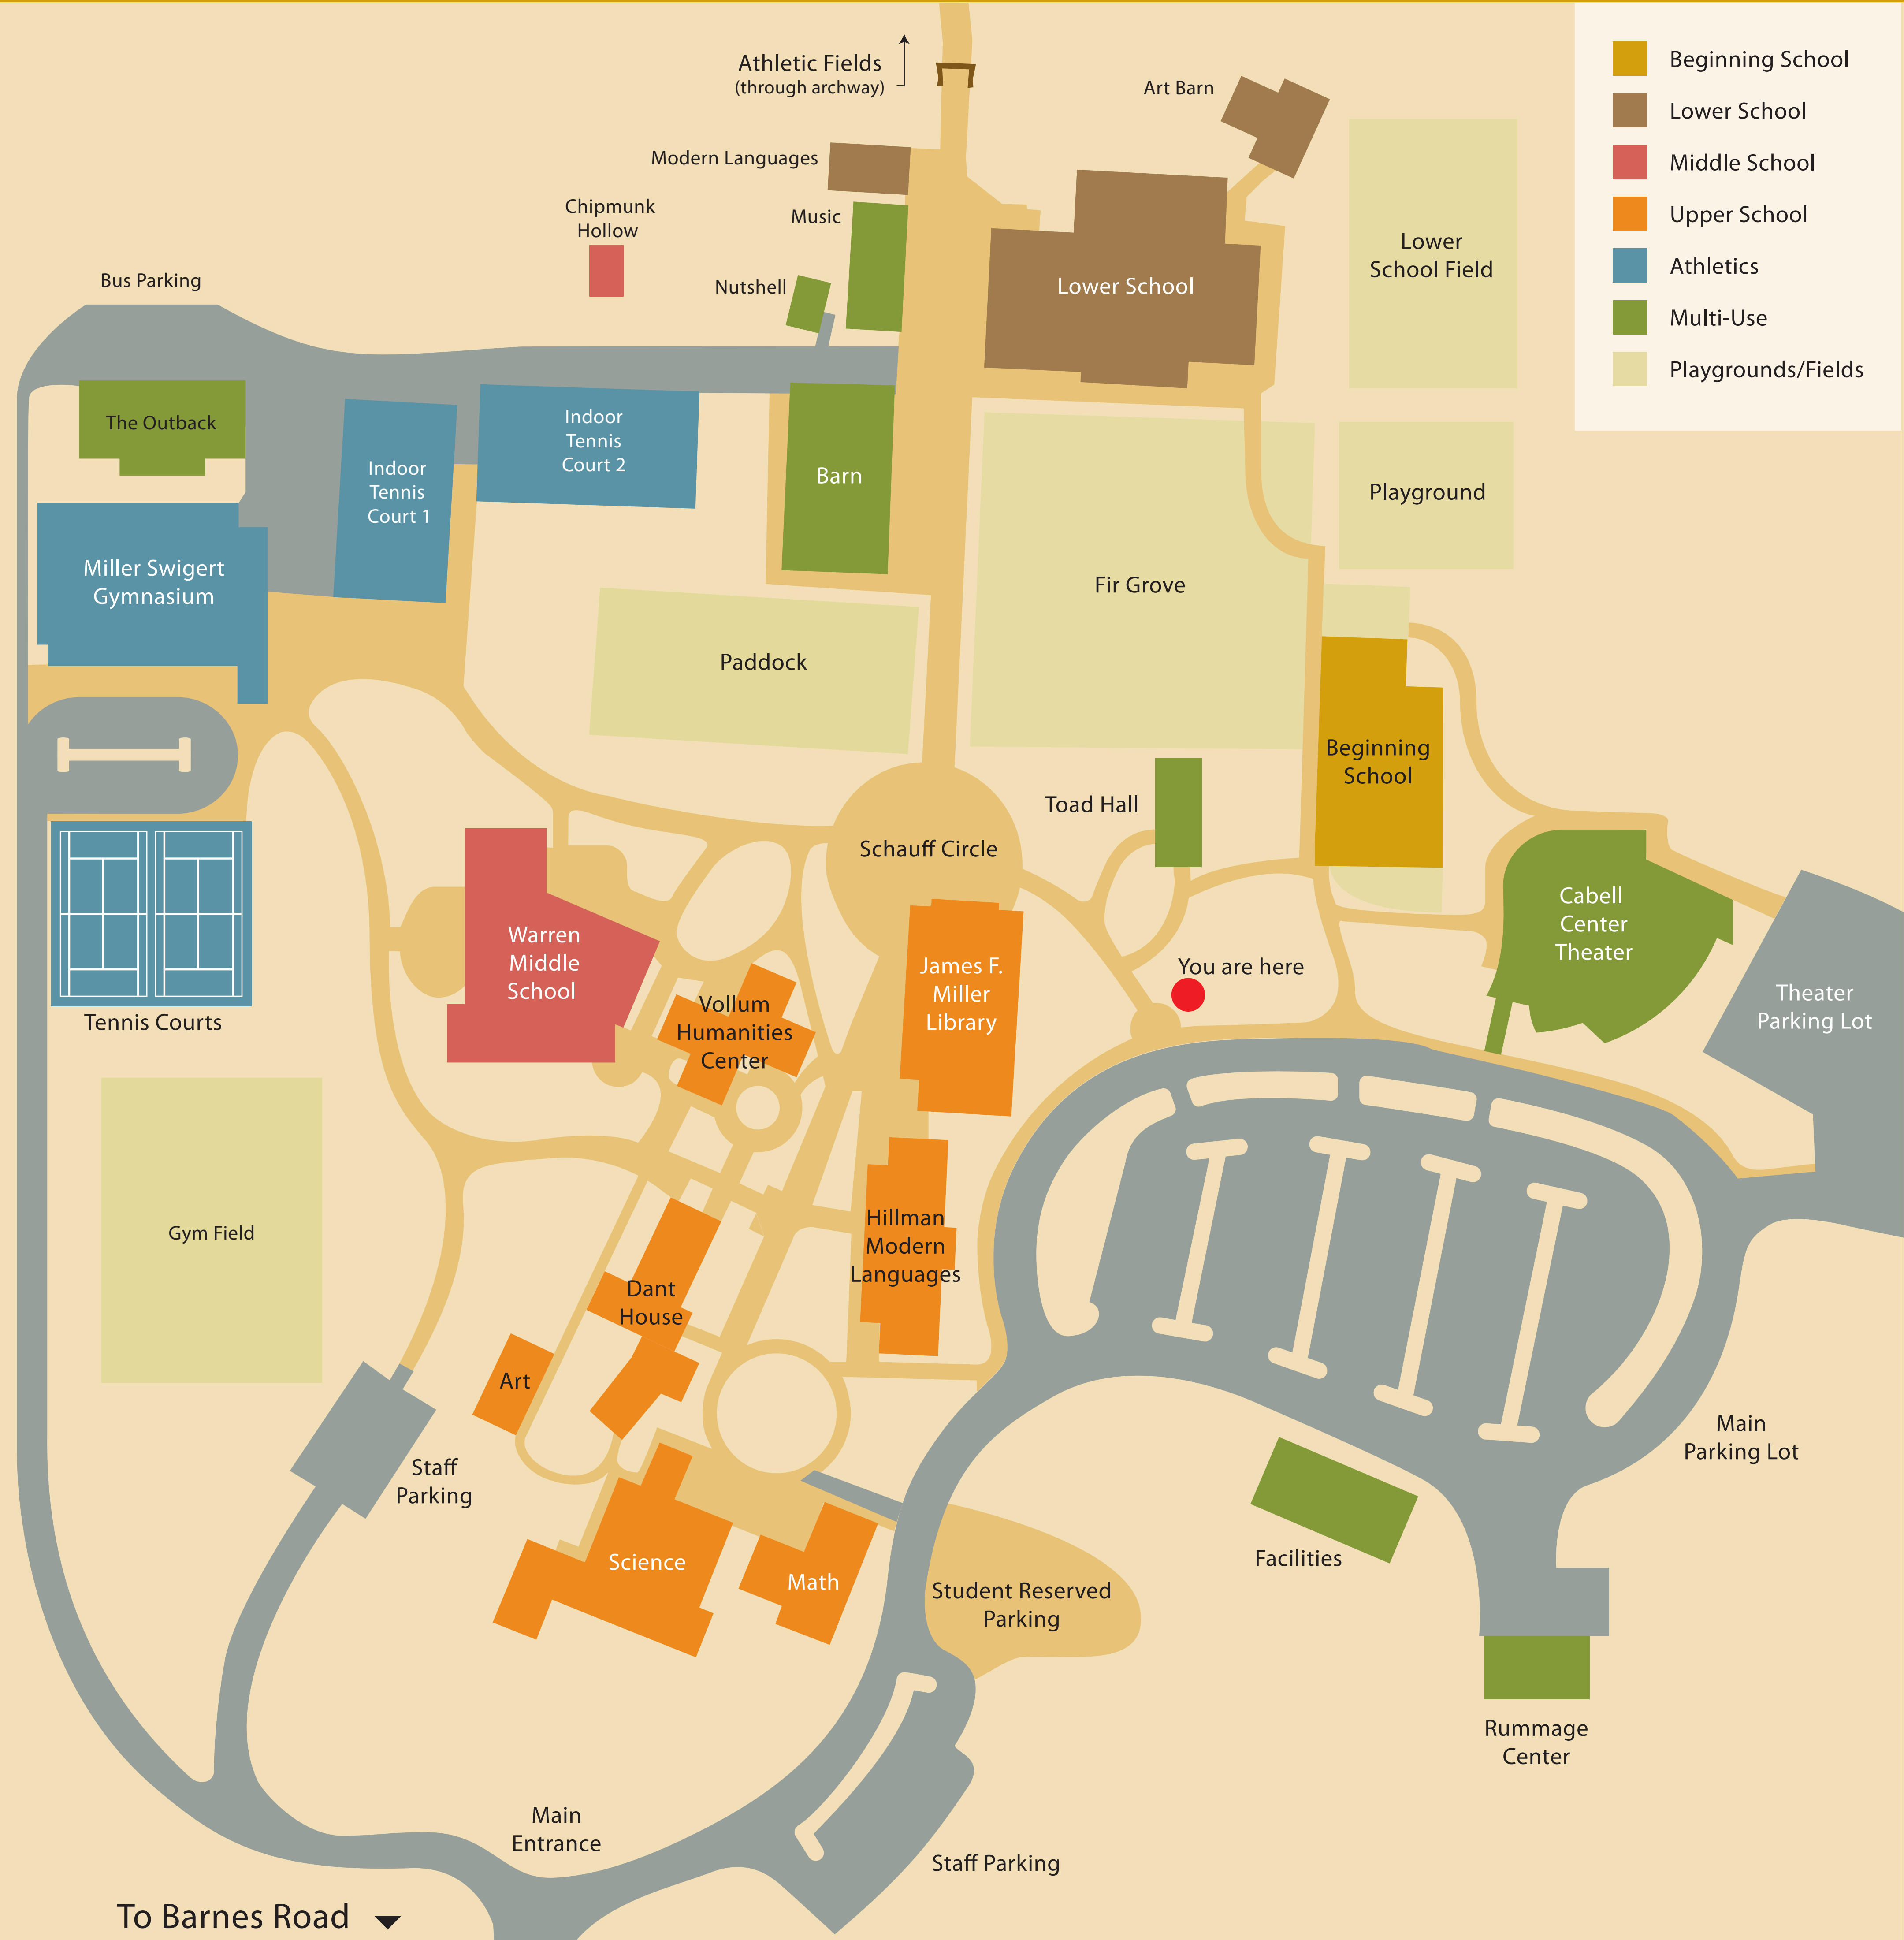 Athletic Fields
(through archway)
Art Barn
Beginning School
Lower School
Middle School
Upper School
Athletics
Multi-Use
Playgrounds/Fields
Modern Languages
Chipmunk
Hollow
Music
Nutshell
Bus Parking
Lower School
Lower
School Field
The Outback
Indoor
Tennis
Court 1
Indoor
Tennis
Court 2
Barn
Playground
Miller Swigert
Gymnasium
Fir Grove
Paddock
Beginning
School
Toad Hall
Schauff Circle
Cabell
Center
Theater
Warren
Middle
School
James F.
Miller
Library
You are here
Vollum
Humanities
Center
Theater
Parking Lot
Tennis Courts
Gym Field
Hillman
Modern
Languages
Dant
House
Art
Main
Parking Lot
Staff
Parking
Science
Math
Student Reserved
Parking
Facilities
Rummage
Center
Main
Entrance
Staff Parking
To Barnes Road